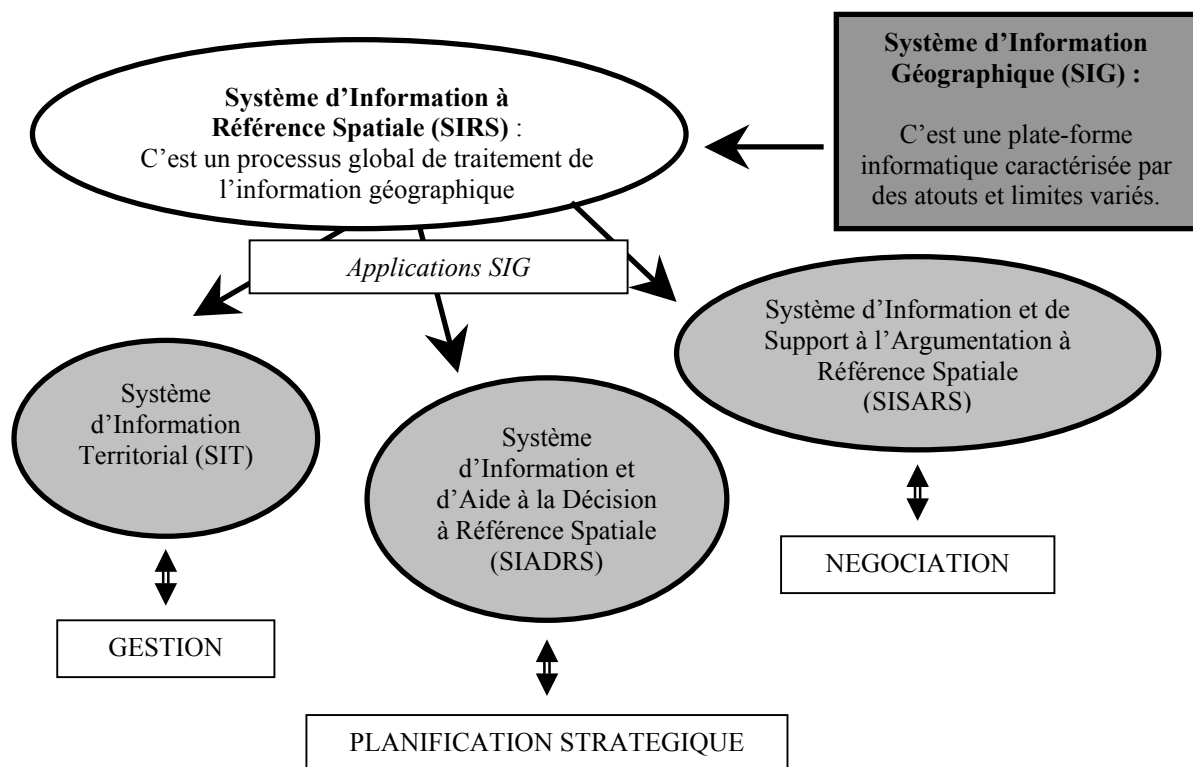 Système d’Information à
Référence Spatiale (SIRS) :
C’est un processus global de traitement de
l’information géographique
Système d’Information
Géographique (SIG) :
C’est une plate-forme
informatique caractérisée par
des atouts et limites variés.
Applications SIG
Système d’Information et de
Support à l’Argumentation à
Référence Spatiale
(SISARS)
Système
d’Information
Territorial (SIT)
Système
d’Information et
d’Aide à la Décision
à Référence Spatiale
(SIADRS)
NEGOCIATION
GESTION
PLANIFICATION STRATEGIQUE